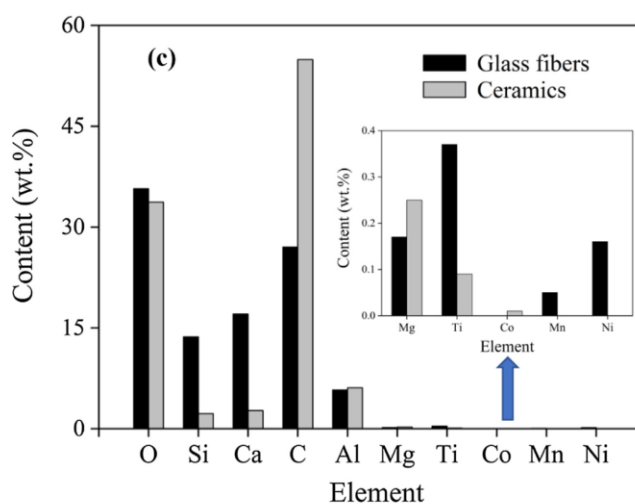 (c)
Glass fibers
Ceramics
Content (wt.%)
60
45
30
15
0
O Si Ca C Al Mg Ti Co Mn Ni
Element
Content (wt.%)
0.4
0.3
0.2
0.1
0.0
Mg Ti Co Mn Ni
Element